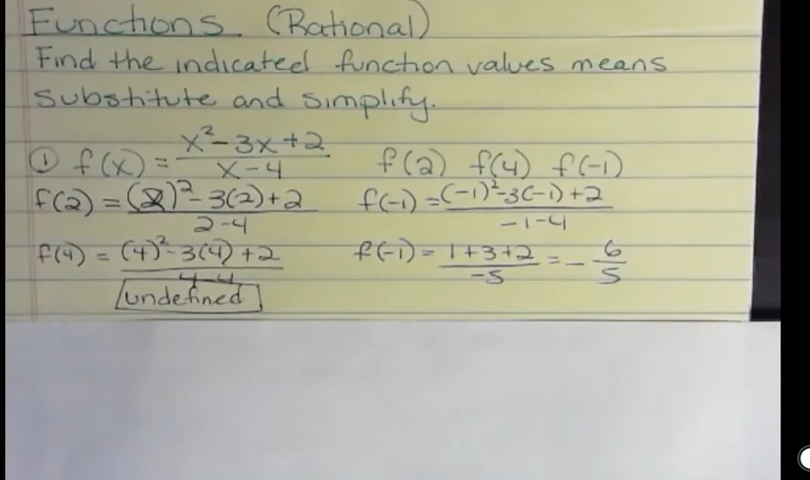 Functions. (Rational)
Find the indicated function values means
substitute and simplify.
① f(x) = x² - 3x + 2 / x - 4 f(2) f(4) f(-1)
f(2) = (2)² - 3(2) + 2 / 2 - 4 f(-1) = (-1)² - 3(-1) + 2 / -1 - 4
f(4) = (4)² - 3(4) + 2 / 4 - 4 f(-1) = 1 + 3 + 2 / -5 = - 6 / 5
undefined